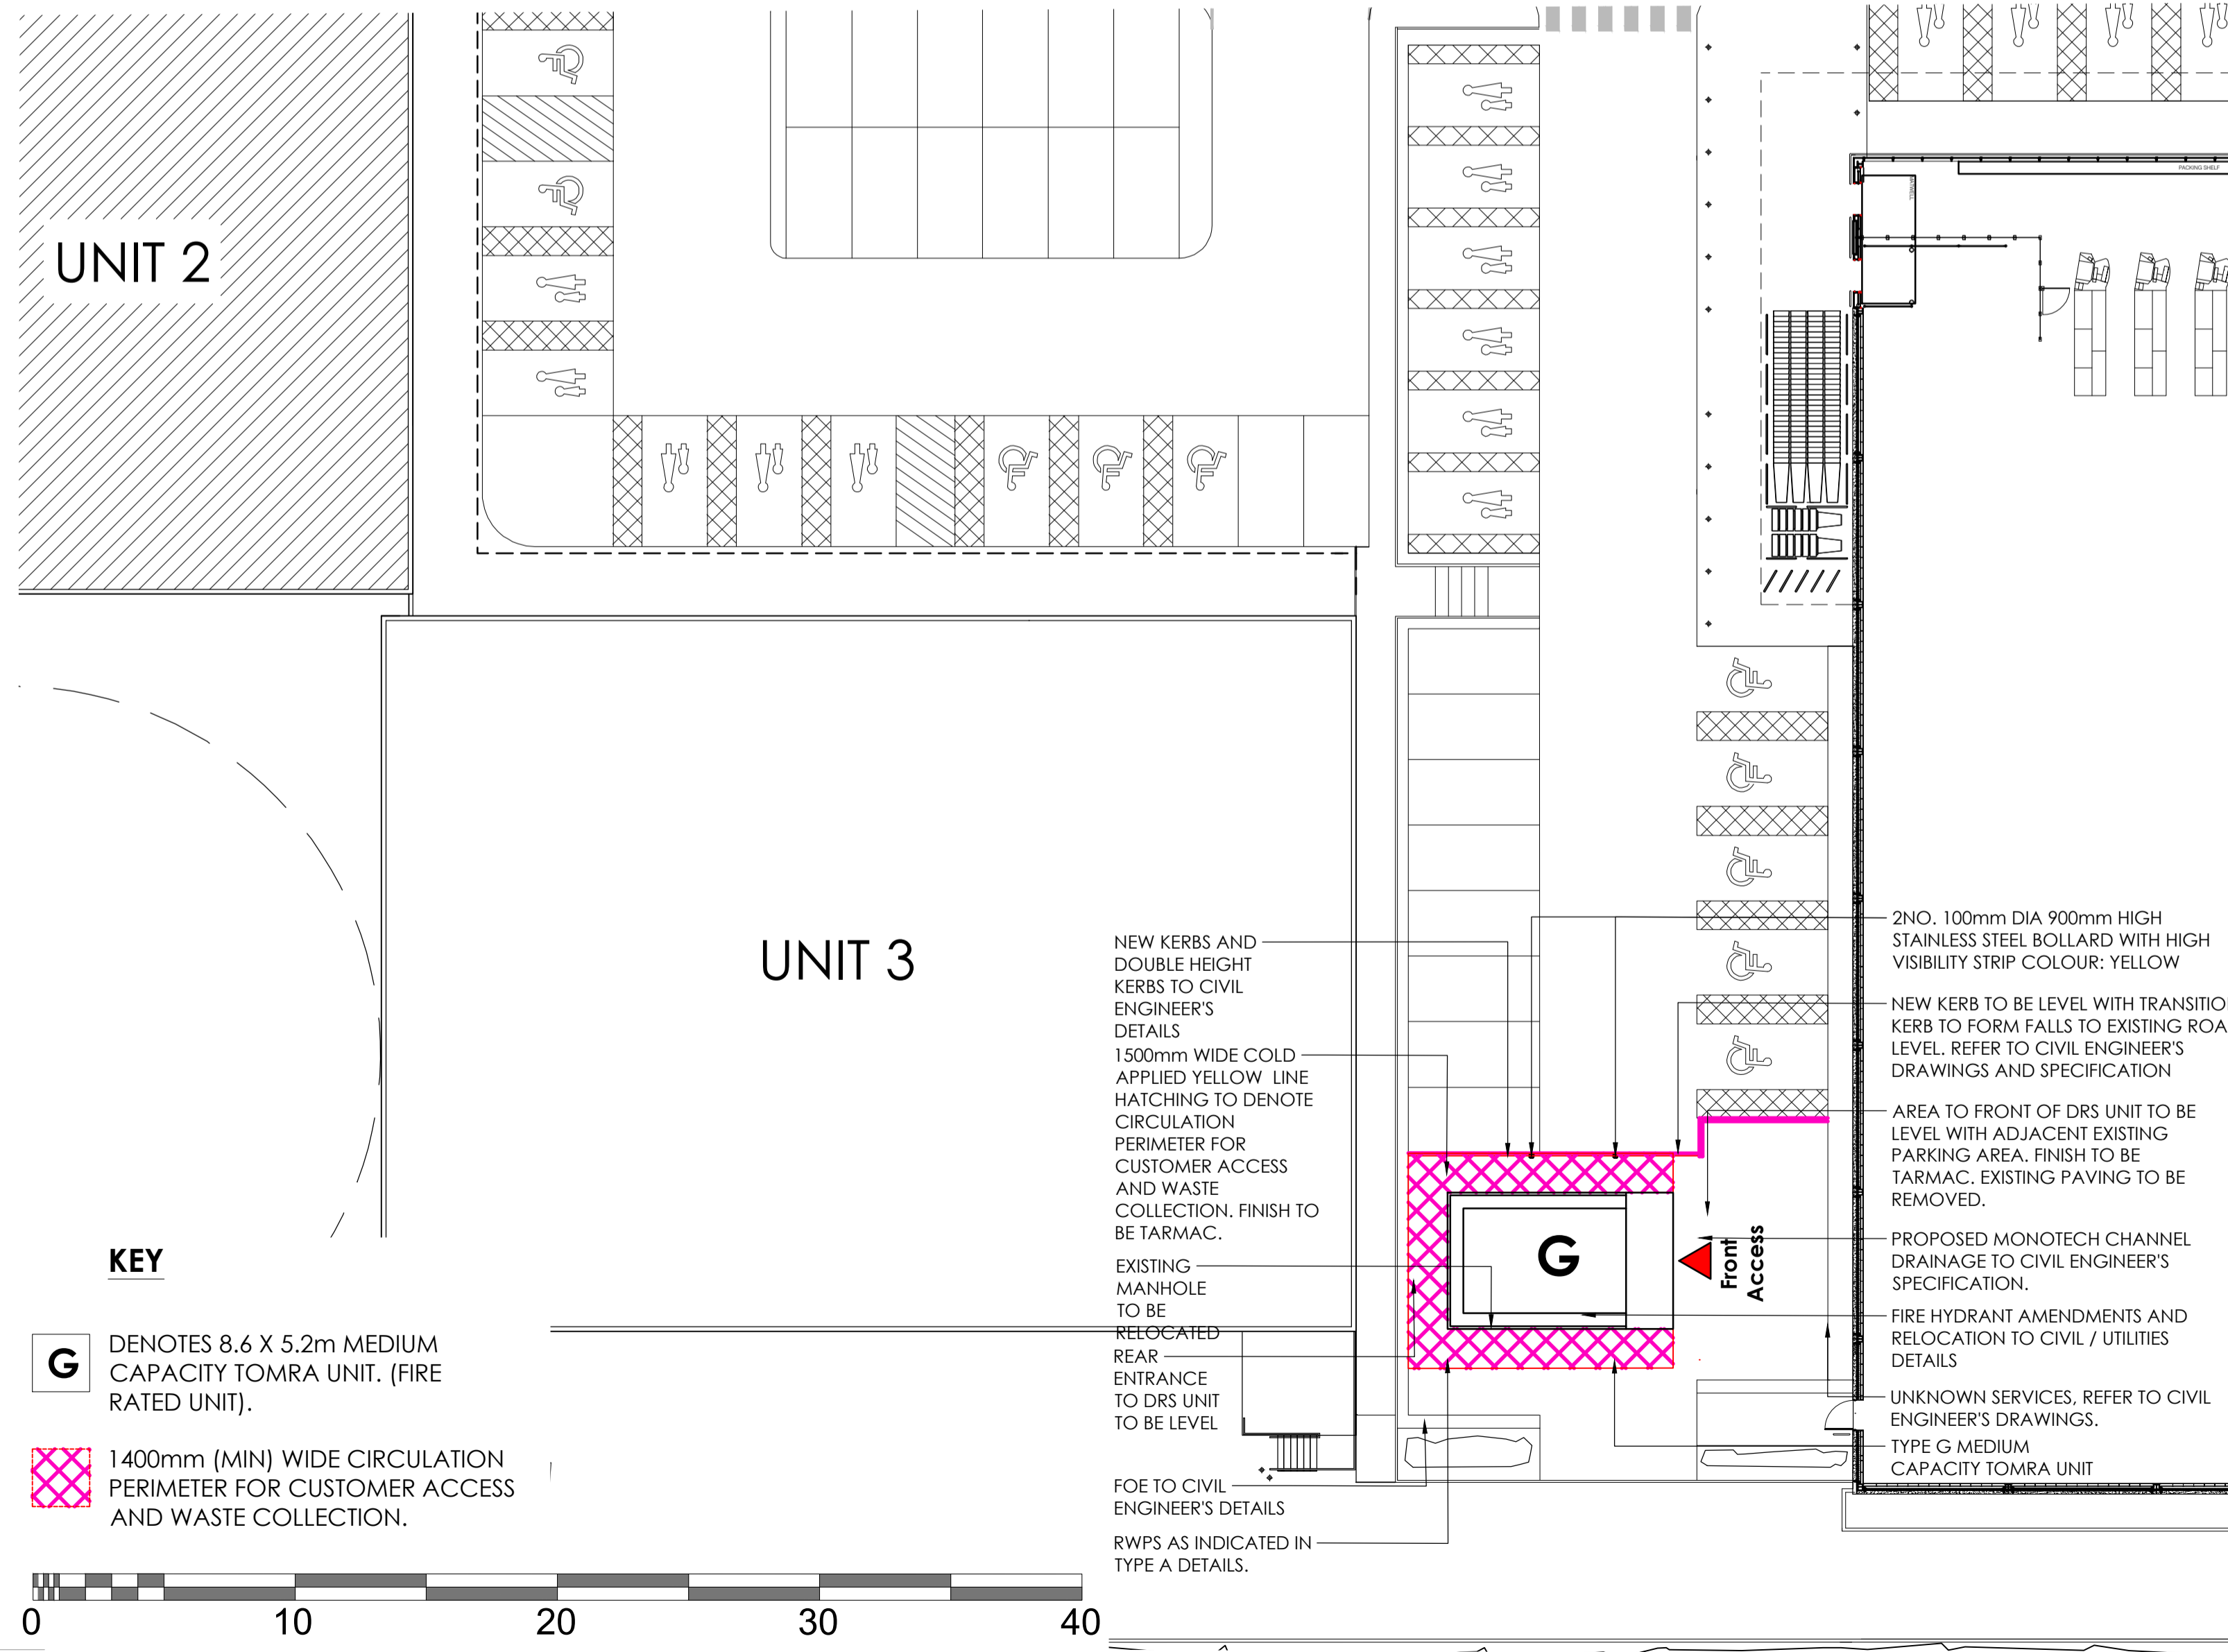 UNIT 2
PACKING SHELF
UNIT 3
NEW KERBS AND
DOUBLE HEIGHT
KERBS TO CIVIL
ENGINEER'S
DETAILS
1500mm WIDE COLD
APPLIED YELLOW LINE
HATCHING TO DENOTE
CIRCULATION
PERIMETER FOR
CUSTOMER ACCESS
AND WASTE
COLLECTION. FINISH TO
BE TARMAC.
EXISTING
MANHOLE
TO BE
RELOCATED
REAR
ENTRANCE
TO DRS UNIT
TO BE LEVEL
FOE TO CIVIL
ENGINEER'S DETAILS
RWPS AS INDICATED IN
TYPE A DETAILS.
G
Front
Access
2NO. 100mm DIA 900mm HIGH
STAINLESS STEEL BOLLARD WITH HIGH
VISIBILITY STRIP COLOUR: YELLOW
NEW KERB TO BE LEVEL WITH TRANSITIO
KERB TO FORM FALLS TO EXISTING ROA
LEVEL. REFER TO CIVIL ENGINEER'S
DRAWINGS AND SPECIFICATION
AREA TO FRONT OF DRS UNIT TO BE
LEVEL WITH ADJACENT EXISTING
PARKING AREA. FINISH TO BE
TARMAC. EXISTING PAVING TO BE
REMOVED.
PROPOSED MONOTECH CHANNEL
DRAINAGE TO CIVIL ENGINEER'S
SPECIFICATION.
FIRE HYDRANT AMENDMENTS AND
RELOCATION TO CIVIL / UTILITIES
DETAILS
UNKNOWN SERVICES, REFER TO CIVIL
ENGINEER'S DRAWINGS.
TYPE G MEDIUM
CAPACITY TOMRA UNIT
KEY
G
DENOTES 8.6 X 5.2m MEDIUM
CAPACITY TOMRA UNIT. (FIRE
RATED UNIT).
1400mm (MIN) WIDE CIRCULATION
PERIMETER FOR CUSTOMER ACCESS
AND WASTE COLLECTION.
0 10 20 30 40